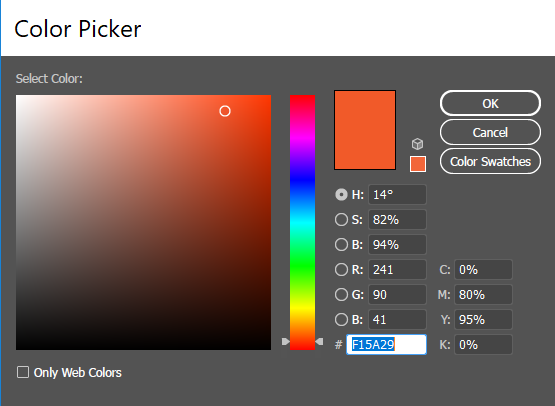 Color Picker
Select Color:
OK
Cancel
Color Swatches
H: 14°
S: 82%
B: 94%
R: 241 C: 0%
G: 90 M: 80%
B: 41 Y: 95%
# F15A29 K: 0%
Only Web Colors